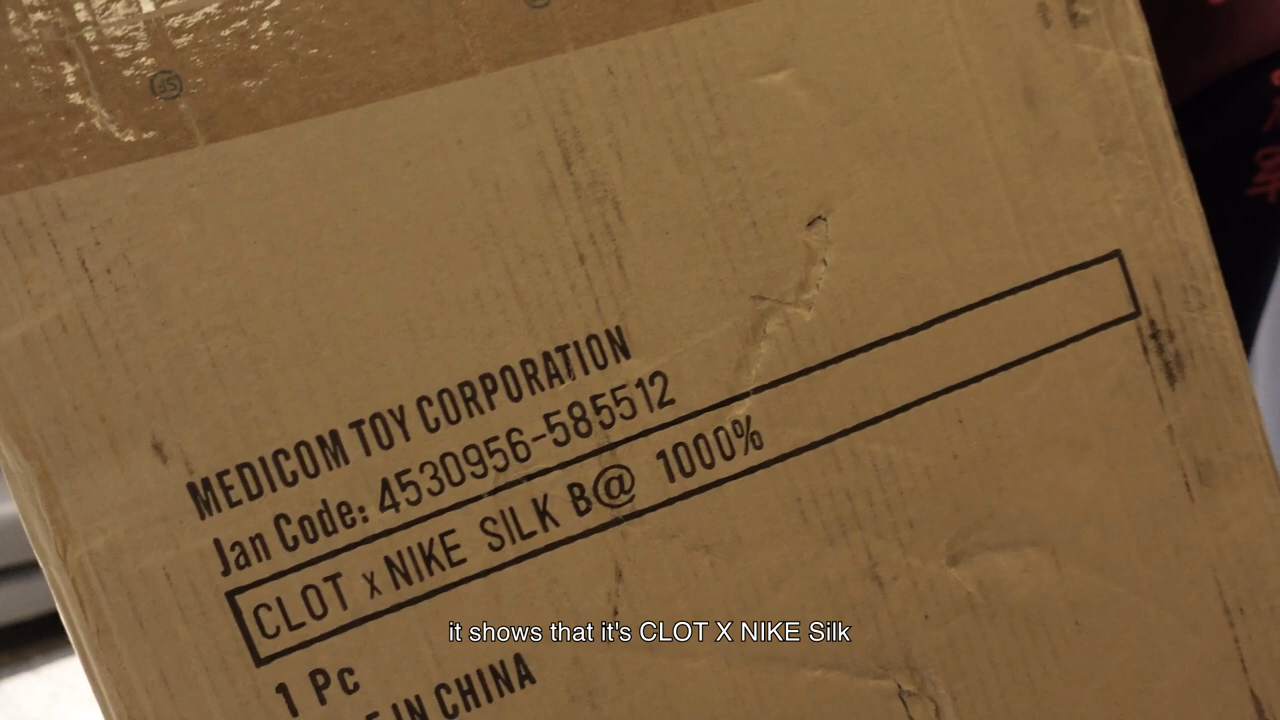 MEDICOM TOY CORPORATION
Jan Code: 4530956-585512
CLOT x NIKE SILK B@ 1000%
1 Pc
IN CHINA
it shows that it's CLOT X NIKE Silk